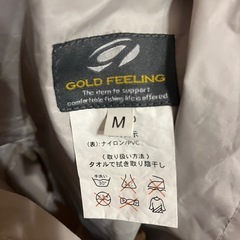 GOLD FEELING
The item to support
comfortable fishing life is offered
M
示
(表):ナイロン/PVC
(取り扱い方法)
タオルで拭き取り陰干し